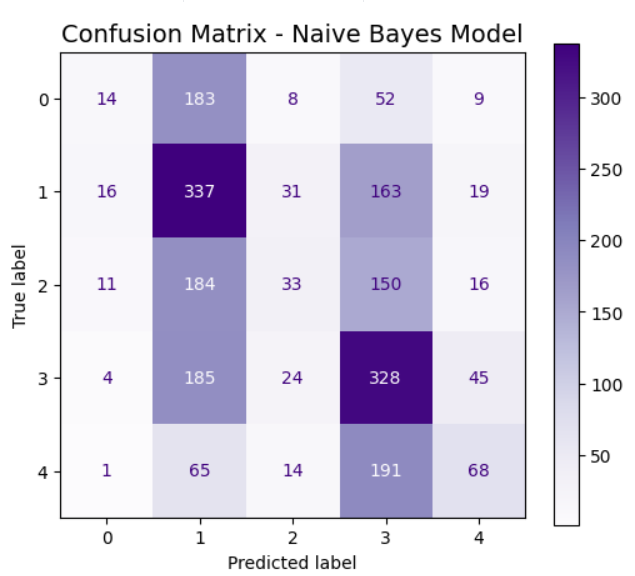 Confusion Matrix - Naive Bayes Model
0 14 183 8 52 9
1 16 337 31 163 19
2 11 184 33 150 16
3 4 185 24 328 45
4 1 65 14 191 68
0 1 2 3 4
Predicted label
True label
300
250
200
150
100
50